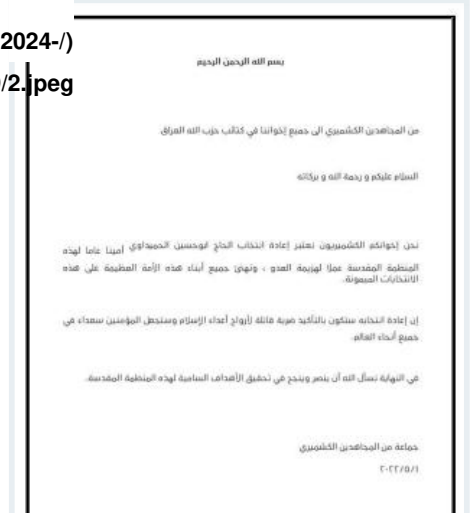 2024-/)
/2.jpeg
بسم الله الرحمن الرحيم
من المجاهدين الكشميري الى جميع إخواننا في كتائب حزب الله العراق.
السلام عليكم و رحمة الله و بركاته
نحن إخوانكم الكشميريون نعتبر إعادة انتخاب الحاج ابوحسين الحميداوي أمينا عاما لهذه
المنظمة المقدسة عملا لهزيمة العدو ، ونهنئ جميع أبناء هذه الأمة العظيمة على هذه
الانتخابات الميمونة.
إن إعادة انتخابه ستكون بالتأكيد ضربة قاتلة لأرواح أعداء الإسلام وستجعل المؤمنين سعداء في
جميع أنحاء العالم.
في النهاية نسأل الله أن ينصر وينجح في تحقيق الأهداف السامية لهذه المنظمة المقدسة.
جماعة من المجاهدين الكشميري
٢٠٢٢/٥/١